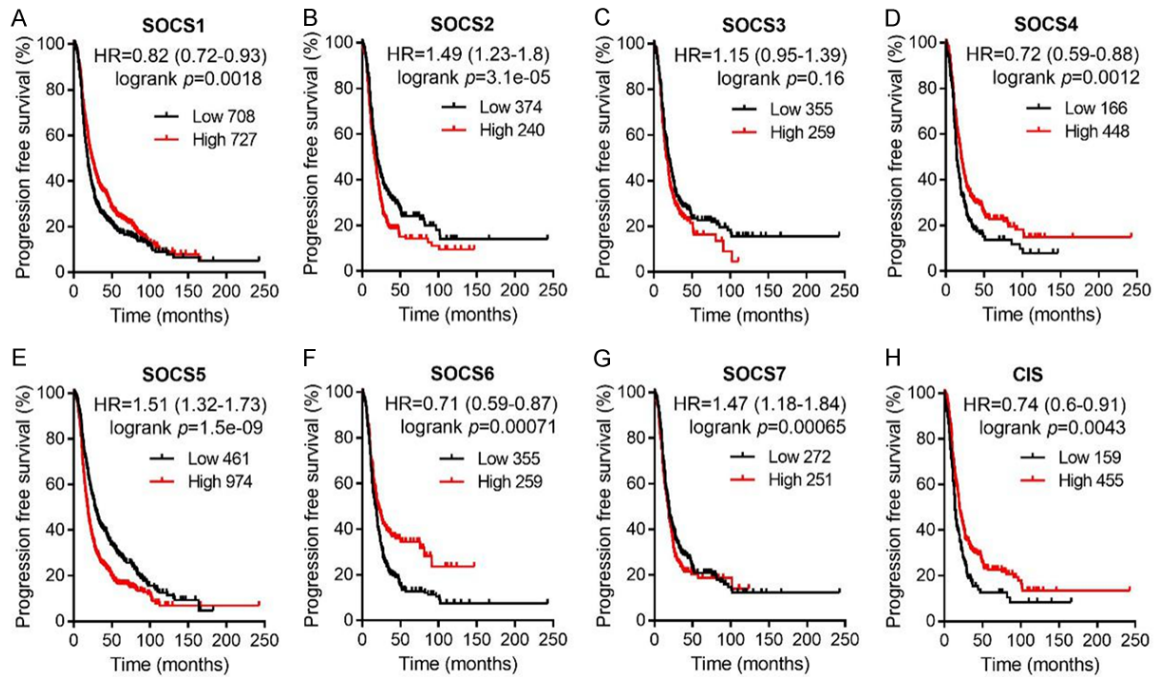 A
SOCS1
HR=0.82 (0.72-0.93)
logrank p=0.0018
Low 708
High 727
Progression free survival (%)
100
80
60
40
20
0
0 50 100 150 200 250
Time (months)
B
SOCS2
HR=1.49 (1.23-1.8)
logrank p=3.1e-05
Low 374
High 240
Progression free survival (%)
100
80
60
40
20
0
0 50 100 150 200 250
Time (months)
C
SOCS3
HR=1.15 (0.95-1.39)
logrank p=0.16
Low 355
High 259
Progression free survival (%)
100
80
60
40
20
0
0 50 100 150 200 250
Time (months)
D
SOCS4
HR=0.72 (0.59-0.88)
logrank p=0.0012
Low 166
High 448
Progression free survival (%)
100
80
60
40
20
0
0 50 100 150 200 250
Time (months)
E
SOCS5
HR=1.51 (1.32-1.73)
logrank p=1.5e-09
Low 461
High 974
Progression free survival (%)
100
80
60
40
20
0
0 50 100 150 200 250
Time (months)
F
SOCS6
HR=0.71 (0.59-0.87)
logrank p=0.00071
Low 355
High 259
Progression free survival (%)
100
80
60
40
20
0
0 50 100 150 200 250
Time (months)
G
SOCS7
HR=1.47 (1.18-1.84)
logrank p=0.00065
Low 272
High 251
Progression free survival (%)
100
80
60
40
20
0
0 50 100 150 200 250
Time (months)
H
CIS
HR=0.74 (0.6-0.91)
logrank p=0.0043
Low 159
High 455
Progression free survival (%)
100
80
60
40
20
0
0 50 100 150 200 250
Time (months)